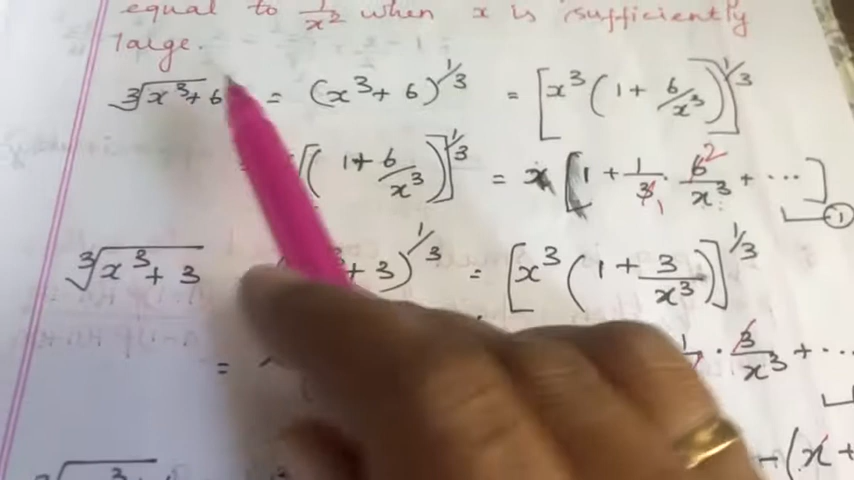 equal to 1/x² when x is sufficiently
large.
∛(x³+6) = (x³+6)^(1/3) = [x³(1+6/x³)]^(1/3)
(1+6/x³)]^(1/3) = x[1+1/3·6/x³+ ···] ①
∛(x³+3) +3)^(1/3) = [x³(1+3/x³)]^(1/3)
= · 3/x³ + ···
-(x+